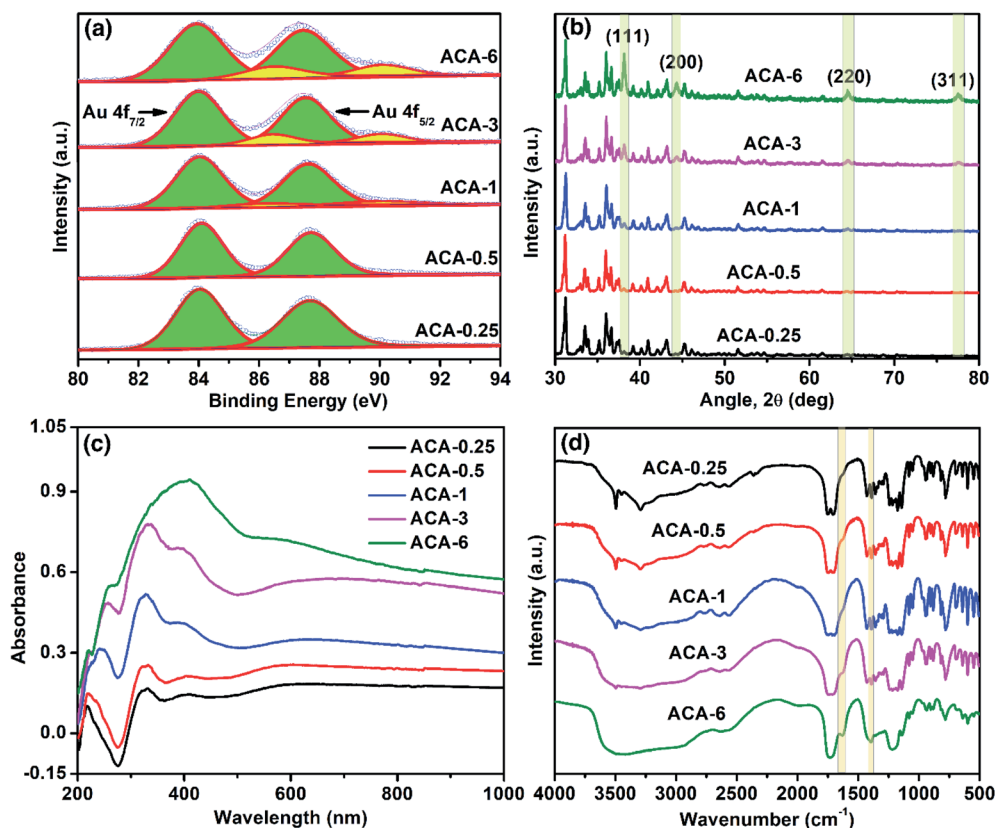 (a)
ACA-6
Au 4f7/2
Au 4f5/2
ACA-3
ACA-1
ACA-0.5
ACA-0.25
Intensity (a.u.)
80 82 84 86 88 90 92 94
Binding Energy (eV)
(b)
(111)
(200)
ACA-6
(220)
(311)
ACA-3
ACA-1
ACA-0.5
ACA-0.25
Intensity (a.u.)
30 40 50 60 70 80
Angle, 2θ (deg)
(c)
1.05
0.9
0.6
0.3
0.0
-0.15
Absorbance
ACA-0.25
ACA-0.5
ACA-1
ACA-3
ACA-6
200 400 600 800 1000
Wavelength (nm)
(d)
ACA-0.25
ACA-0.5
ACA-1
ACA-3
ACA-6
Intensity (a.u.)
4000 3500 3000 2500 2000 1500 1000 500
Wavenumber (cm⁻¹)